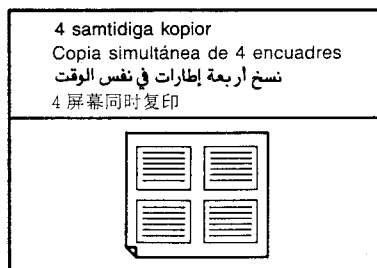 4 samtidiga kopior
Copia simultánea de 4 encuadres
نسخ أربعة إطارات في نفس الوقت
4 屏幕同时复印